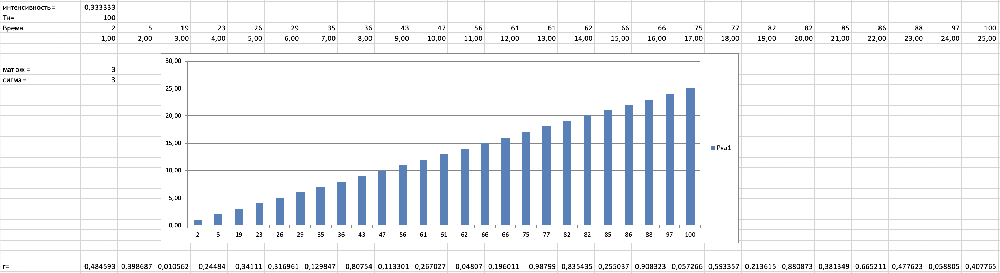 интенсивность = 0,333333
Тн= 100
Время 2 5 19 23 26 29 35 36 43 47 56 61 61 62 66 66 75 77 82 82 85 86 88 97 100
1,00 2,00 3,00 4,00 5,00 6,00 7,00 8,00 9,00 10,00 11,00 12,00 13,00 14,00 15,00 16,00 17,00 18,00 19,00 20,00 21,00 22,00 23,00 24,00 25,00
мат ож = 3
сигма = 3
30,00
25,00
20,00
15,00
10,00
5,00
0,00
2 5 19 23 26 29 35 36 43 47 56 61 61 62 66 66 75 77 82 82 85 86 88 97 100
Ряд1
r= 0,484593 0,398687 0,010562 0,24484 0,34111 0,316961 0,129847 0,80754 0,113301 0,267027 0,04807 0,196011 0,98799 0,835435 0,255037 0,908323 0,057266 0,593357 0,213615 0,880873 0,381349 0,665211 0,477623 0,058805 0,407765